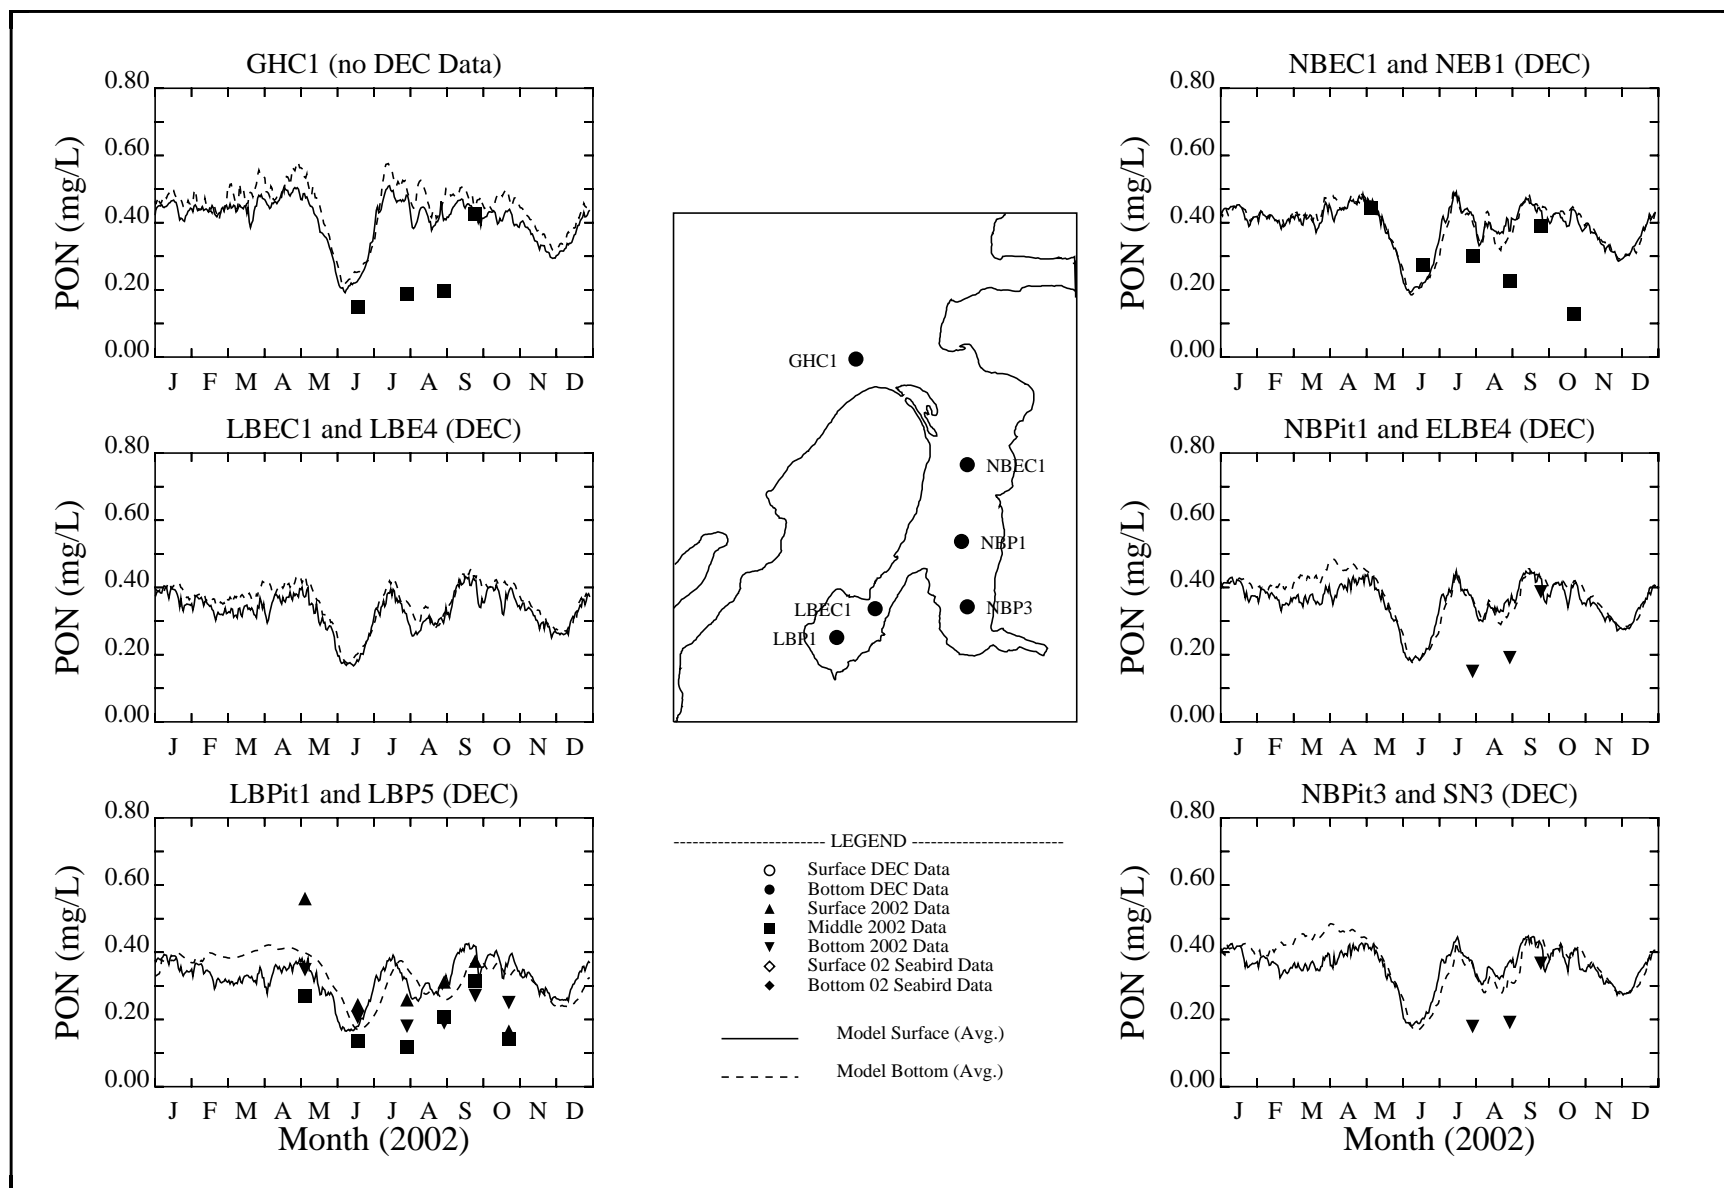 GHC1 (no DEC Data)
0.80
0.60
0.40
0.20
0.00
PON (mg/L)
J F M A M J J A S O N D
LBEC1 and LBE4 (DEC)
0.80
0.60
0.40
0.20
0.00
PON (mg/L)
J F M A M J J A S O N D
LBPit1 and LBP5 (DEC)
0.80
0.60
0.40
0.20
0.00
PON (mg/L)
J F M A M J J A S O N D
Month (2002)
GHC1
NBEC1
NBP1
LBEC1
NBP3
LBP1
LEGEND
Surface DEC Data
Bottom DEC Data
Surface 2002 Data
Middle 2002 Data
Bottom 2002 Data
Surface 02 Seabird Data
Bottom 02 Seabird Data
Model Surface (Avg.)
Model Bottom (Avg.)
NBEC1 and NEB1 (DEC)
0.80
0.60
0.40
0.20
0.00
PON (mg/L)
J F M A M J J A S O N D
NBPit1 and ELBE4 (DEC)
0.80
0.60
0.40
0.20
0.00
PON (mg/L)
J F M A M J J A S O N D
NBPit3 and SN3 (DEC)
0.80
0.60
0.40
0.20
0.00
PON (mg/L)
J F M A M J J A S O N D
Month (2002)